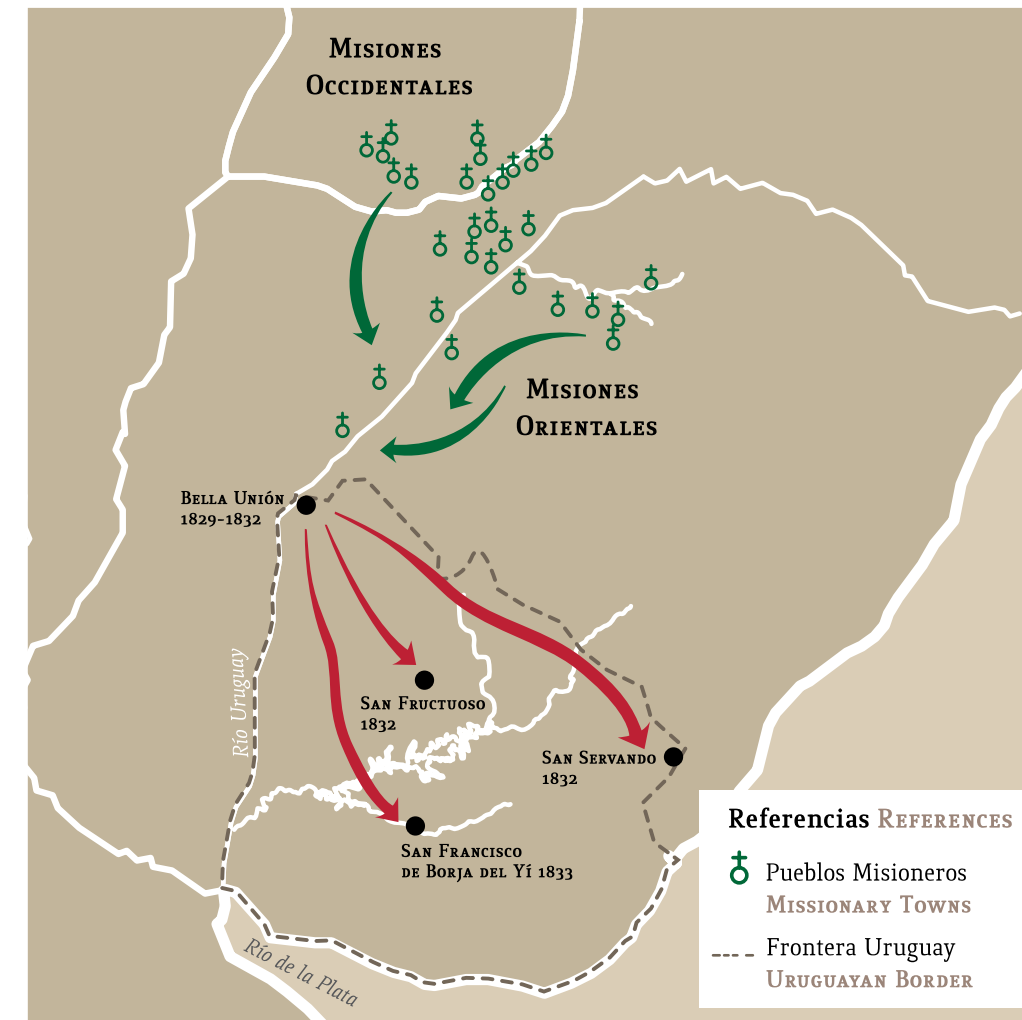 Misiones
Occidentales
Misiones
Orientales
Bella Unión
1829-1832
Río Uruguay
San Fructuoso
1832
San Servando
1832
San Francisco
de Borja del Yí 1833
Río de la Plata
Referencias References
Pueblos Misioneros
Missionary Towns
Frontera Uruguay
Uruguayan Border